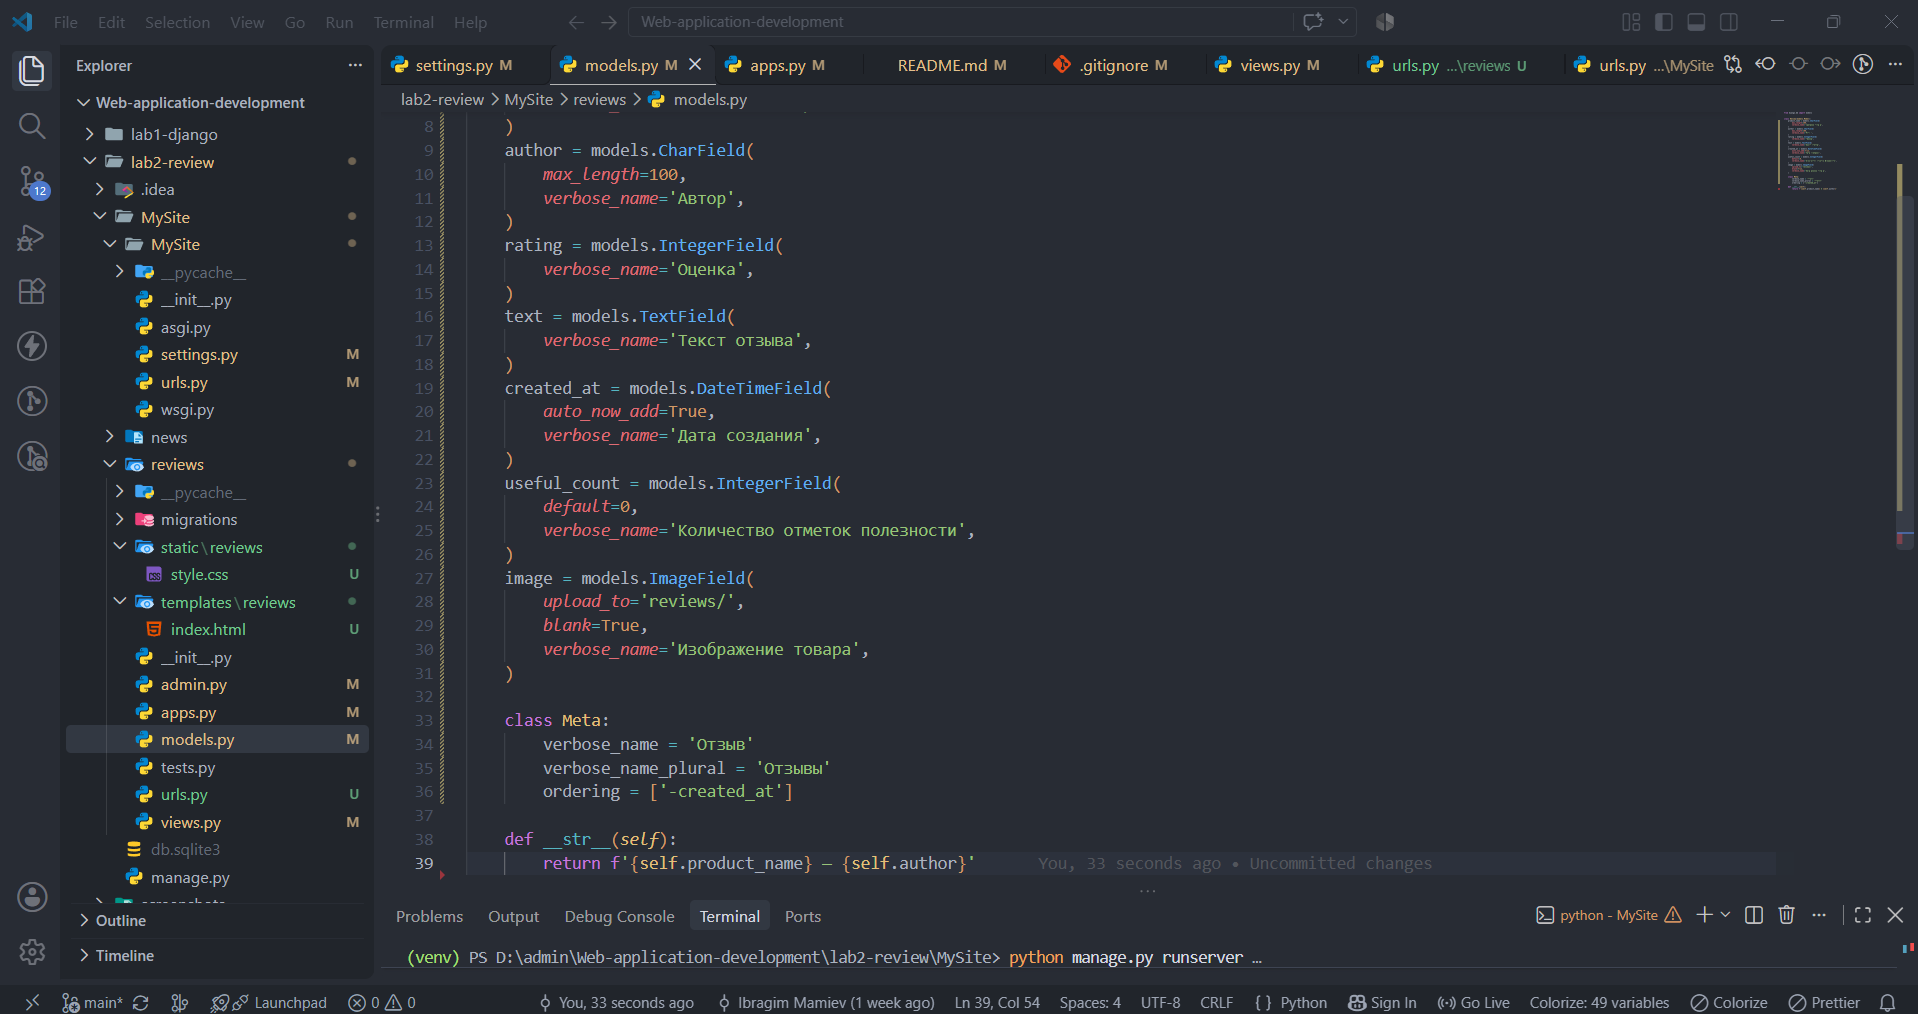 File Edit Selection View Go Run Terminal Help
Web-application-development
Explorer
settings.py M
models.py M
apps.py M
README.md M
.gitignore M
views.py M
urls.py ...\reviews U
urls.py ...\MySite
lab2-review > MySite > reviews > models.py
Web-application-development
lab1-django
lab2-review
.idea
MySite
MySite
__pycache__
__init__.py
asgi.py
settings.py M
urls.py M
wsgi.py
news
reviews
__pycache__
migrations
static\reviews
style.css U
templates\reviews
index.html U
__init__.py
admin.py M
apps.py M
models.py M
tests.py
urls.py U
views.py M
db.sqlite3
manage.py
Outline
Timeline
12
8 )
9 author = models.CharField(
10 max_length=100,
11 verbose_name='Автор',
12 )
13 rating = models.IntegerField(
14 verbose_name='Оценка',
15 )
16 text = models.TextField(
17 verbose_name='Текст отзыва',
18 )
19 created_at = models.DateTimeField(
20 auto_now_add=True,
21 verbose_name='Дата создания',
22 )
23 useful_count = models.IntegerField(
24 default=0,
25 verbose_name='Количество отметок полезности',
26 )
27 image = models.ImageField(
28 upload_to='reviews/',
29 blank=True,
30 verbose_name='Изображение товара',
31 )
32
33 class Meta:
34 verbose_name = 'Отзыв'
35 verbose_name_plural = 'Отзывы'
36 ordering = ['-created_at']
37
38 def __str__(self):
39 return f'{self.product_name} — {self.author}' You, 33 seconds ago • Uncommitted changes
Problems Output Debug Console Terminal Ports
python - MySite
(venv) PS D:\admin\Web-application-development\lab2-review\MySite> python manage.py runserver …
main* Launchpad 0 0 You, 33 seconds ago Ibragim Mamiev (1 week ago) Ln 39, Col 54 Spaces: 4 UTF-8 CRLF { } Python Sign In Go Live Colorize: 49 variables Colorize Prettier